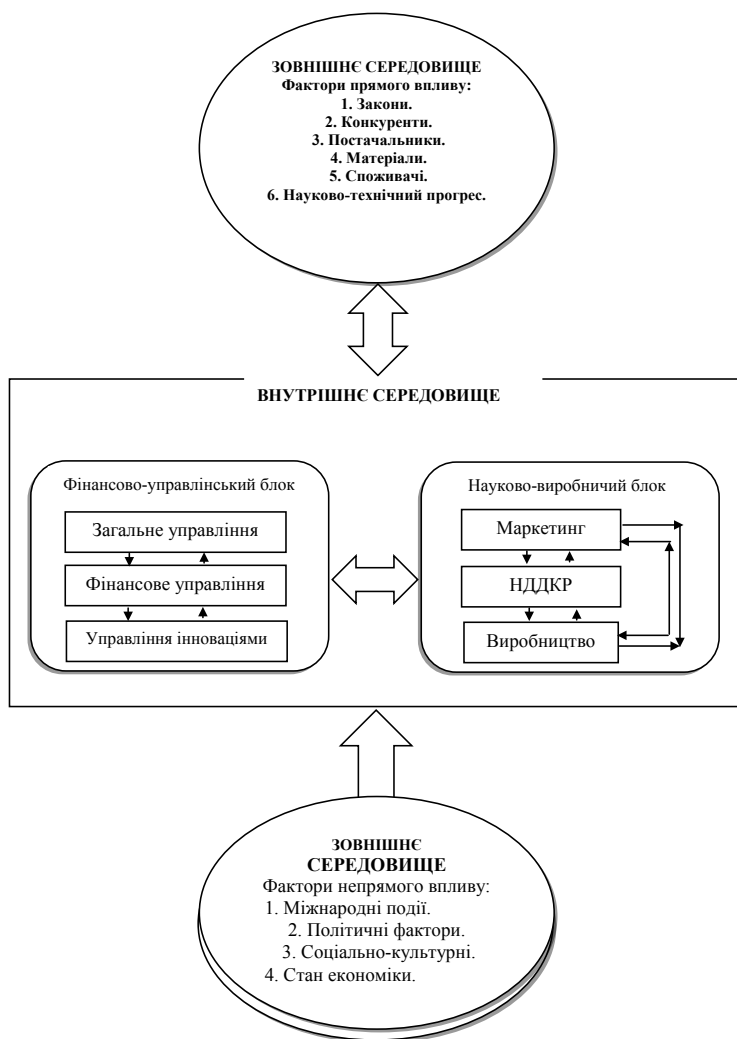 ЗОВНІШНЄ СЕРЕДОВИЩЕ
Фактори прямого впливу:
1. Закони.
2. Конкуренти.
3. Постачальники.
4. Матеріали.
5. Споживачі.
6. Науково-технічний прогрес.
ВНУТРІШНЄ СЕРЕДОВИЩЕ
Фінансово-управлінський блок
Загальне управління
Фінансове управління
Управління інноваціями
Науково-виробничий блок
Маркетинг
НДДКР
Виробництво
ЗОВНІШНЄ
СЕРЕДОВИЩЕ
Фактори непрямого впливу:
1. Міжнародні події.
2. Політичні фактори.
3. Соціально-культурні.
4. Стан економіки.